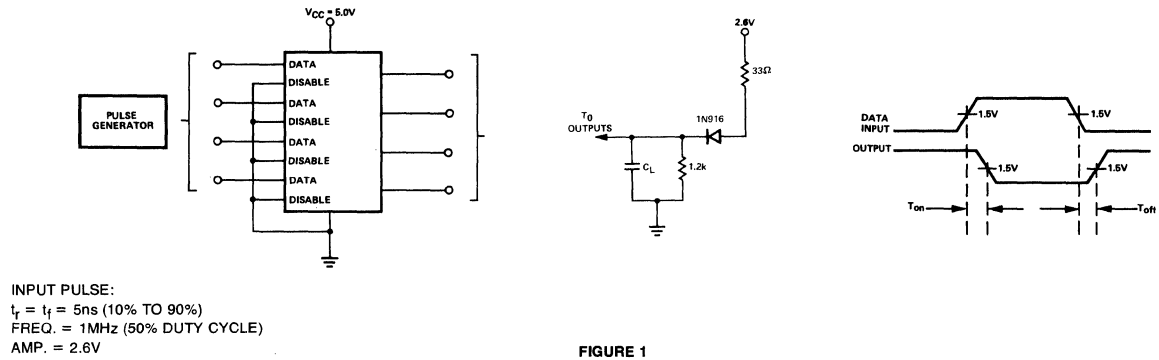 V_CC = 5.0V
PULSE
GENERATOR
DATA
DISABLE
DATA
DISABLE
DATA
DISABLE
DATA
DISABLE
2.6V
33Ω
1N916
T_0
OUTPUTS
C_L
1.2k
DATA
INPUT
1.5V
1.5V
OUTPUT
1.5V
1.5V
T_on
T_off
INPUT PULSE:
t_r = t_f = 5ns (10% TO 90%)
FREQ. = 1MHz (50% DUTY CYCLE)
AMP. = 2.6V
FIGURE 1